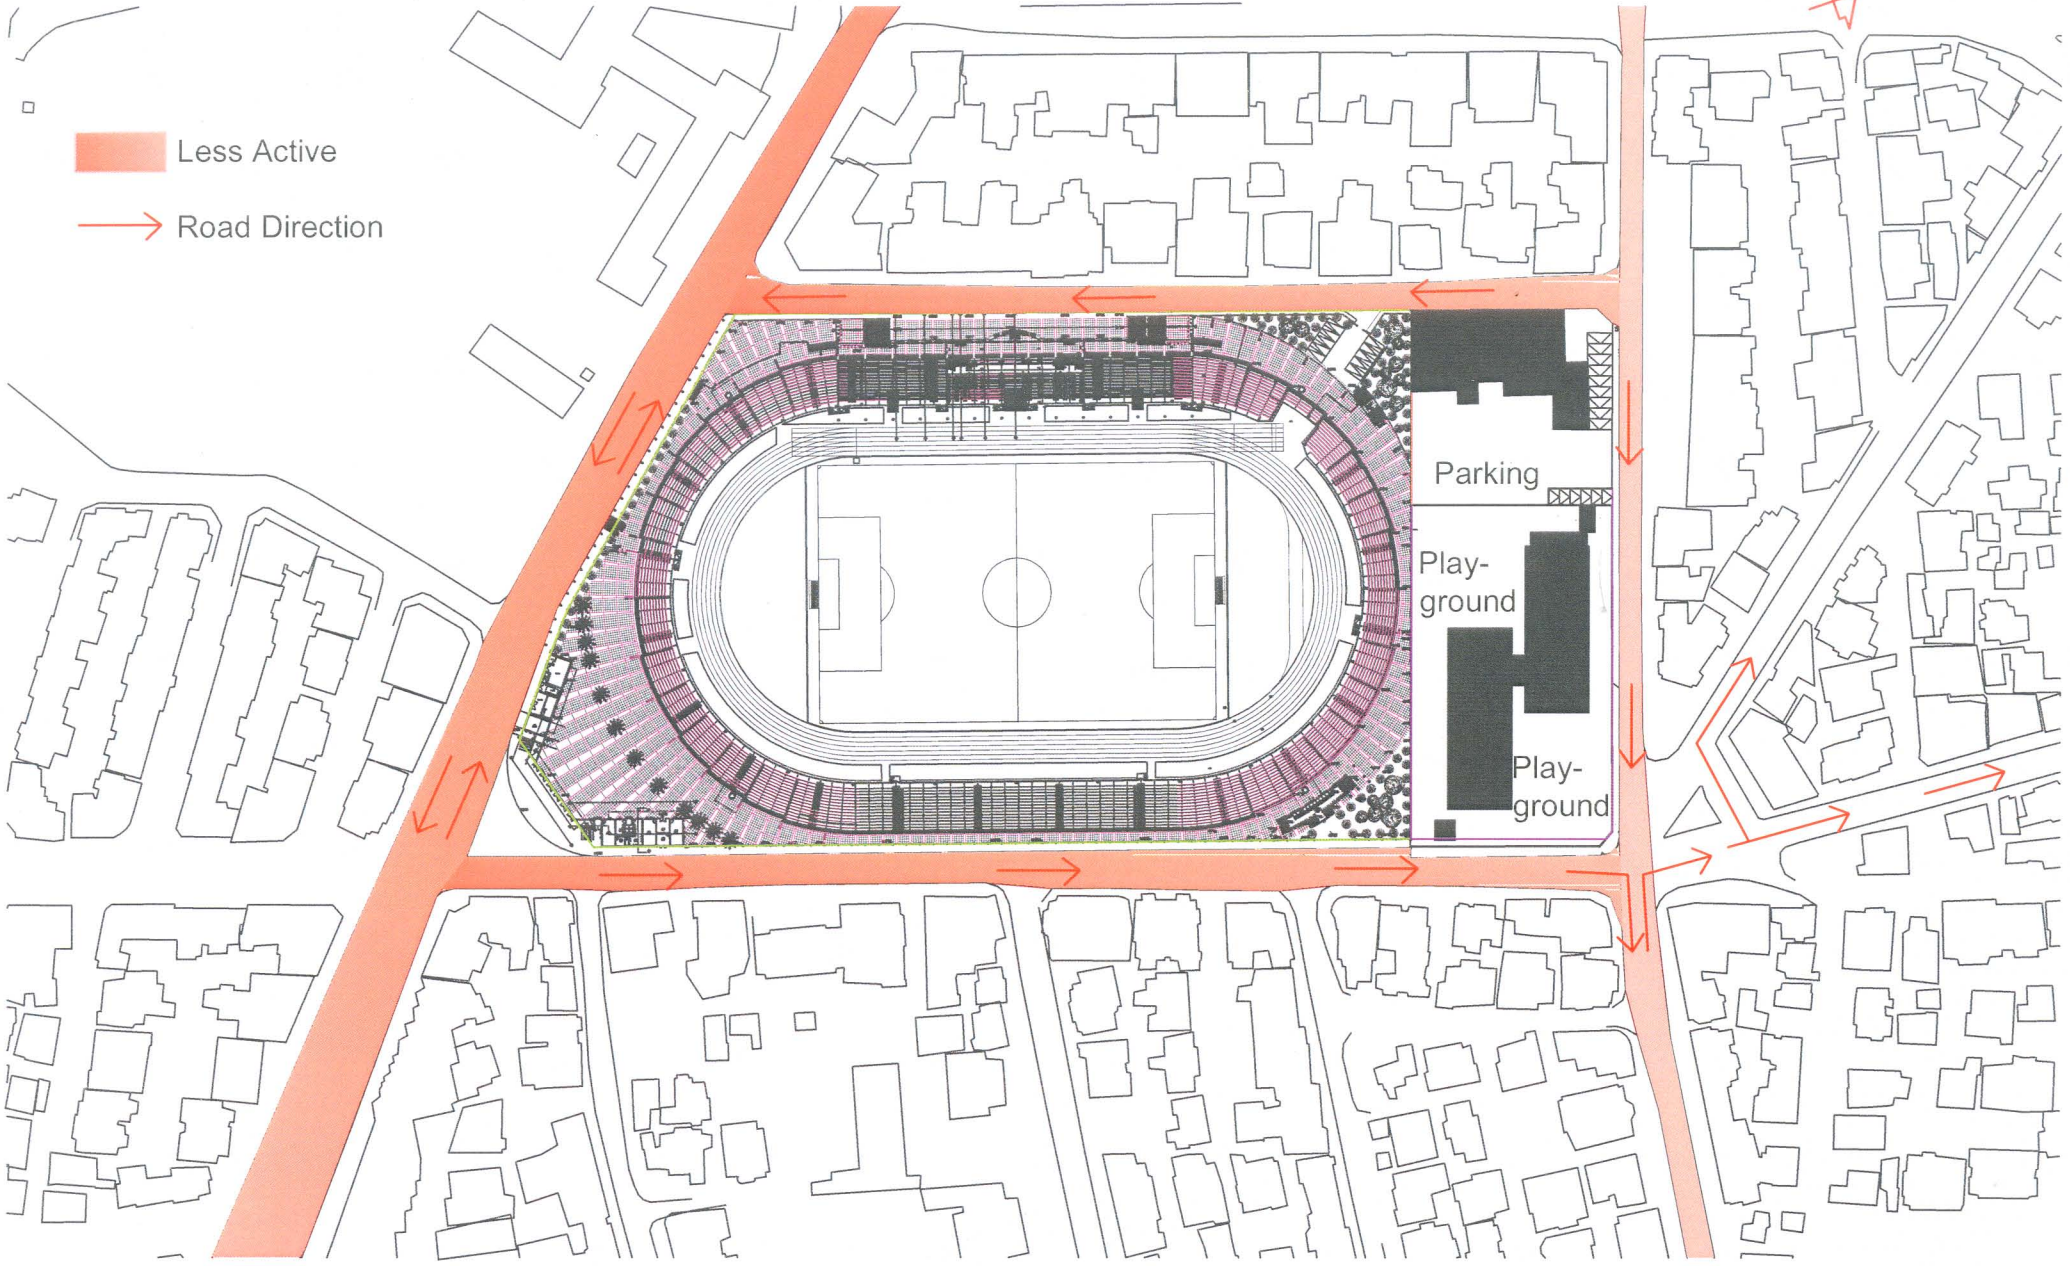 Less Active
Road Direction
Parking
Play-
ground
Play-
ground